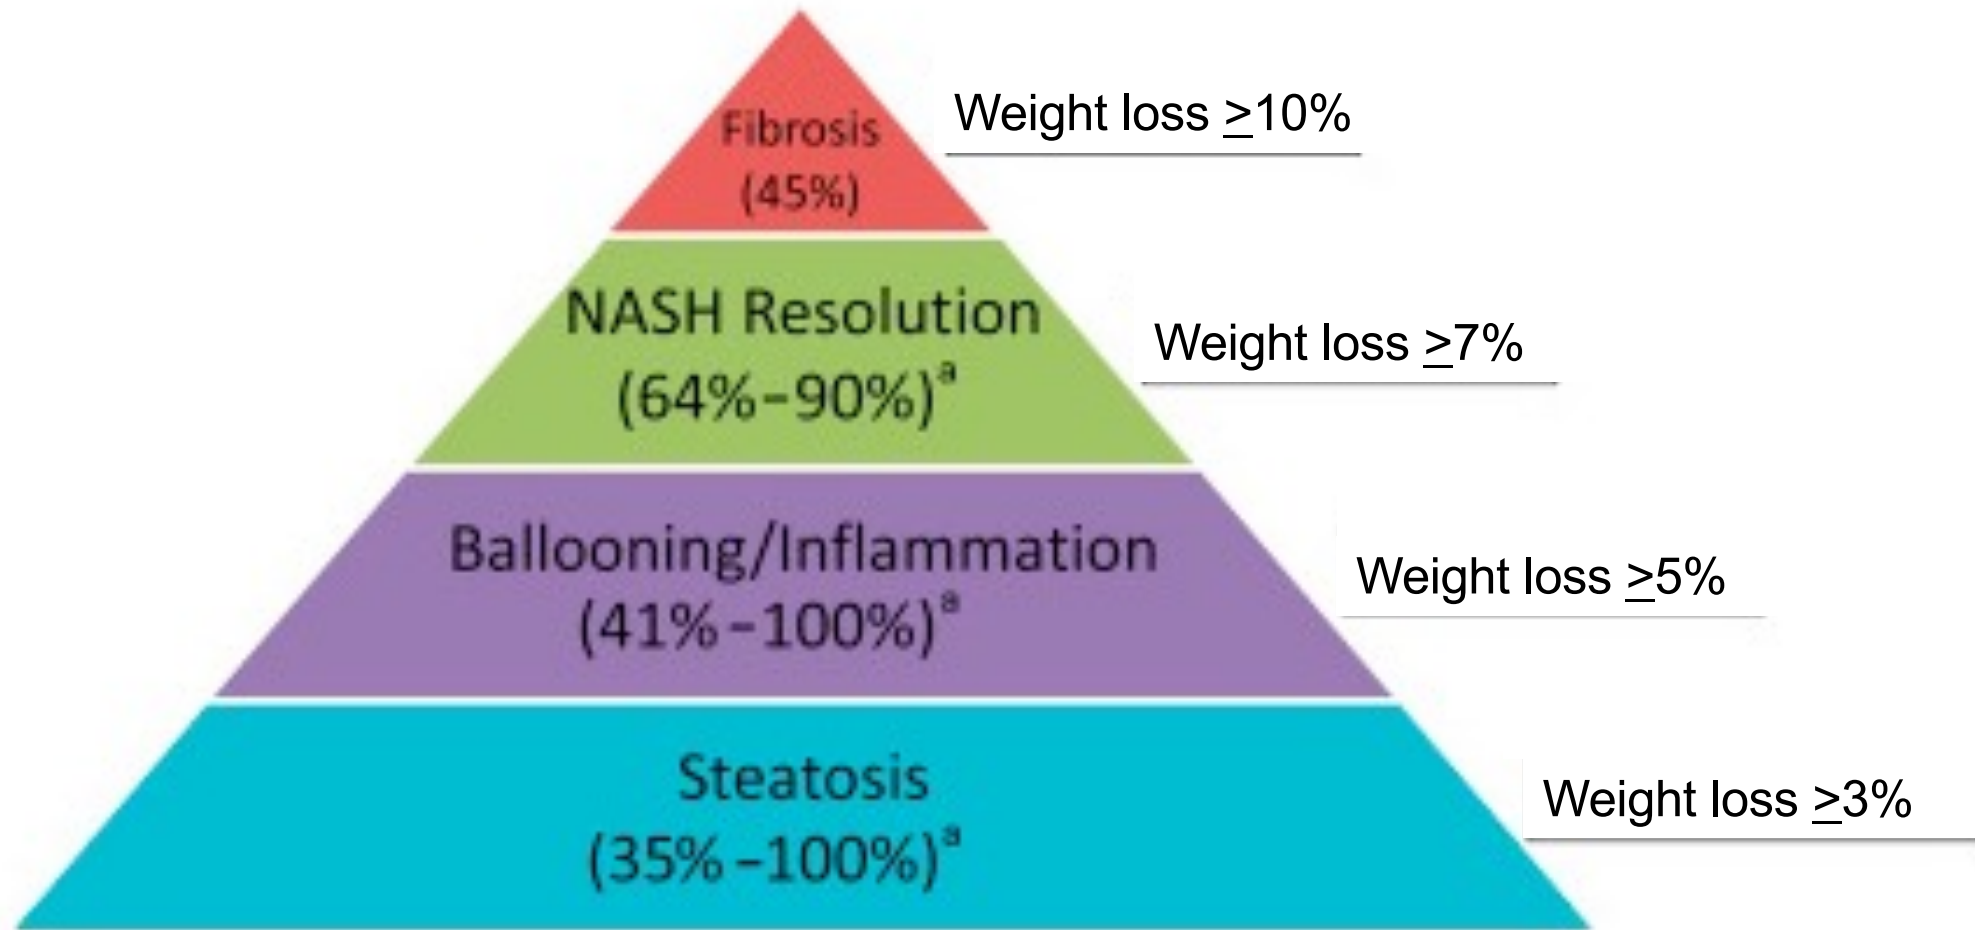 Fibrosis
(45%)
Weight loss ≥10%
NASH Resolution
(64%–90%)ᵃ
Weight loss ≥7%
Ballooning/Inflammation
(41%–100%)ᵃ
Weight loss ≥5%
Steatosis
(35%–100%)ᵃ
Weight loss ≥3%